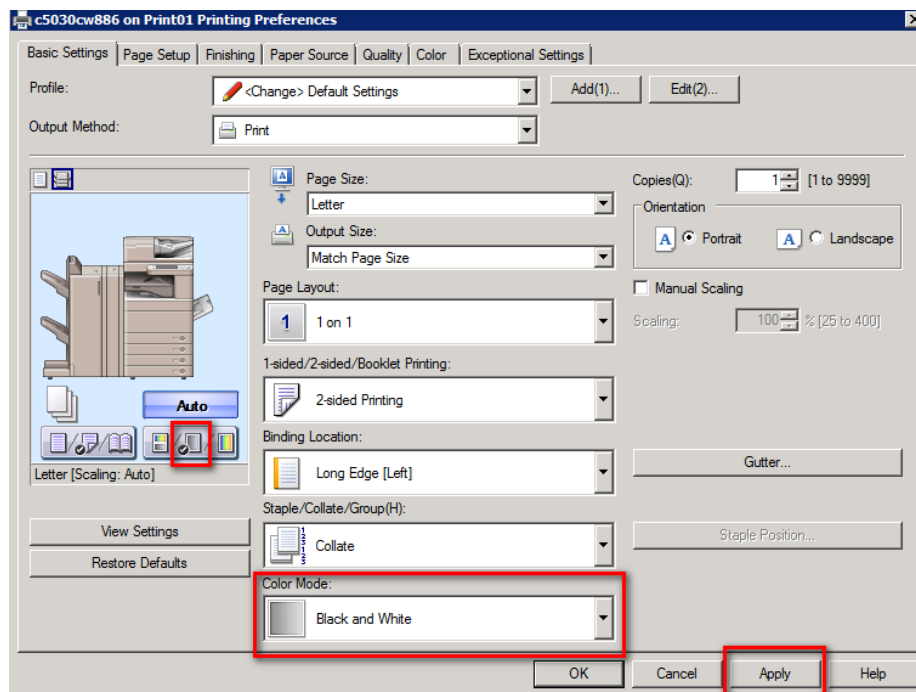 c5030cw886 on Print01 Printing Preferences
Basic Settings Page Setup Finishing Paper Source Quality Color Exceptional Settings
Profile: <Change> Default Settings Add(1)... Edit(2)...
Output Method: Print
Page Size:
Letter
Output Size:
Match Page Size
Page Layout:
1 1 on 1
1-sided/2-sided/Booklet Printing:
2-sided Printing
Binding Location:
Long Edge [Left]
Staple/Collate/Group(H):
Collate
Color Mode:
Black and White
Copies(Q): 1 [1 to 9999]
Orientation
A Portrait A Landscape
Manual Scaling
Scaling: 100 % [25 to 400]
Gutter...
Staple Position...
Auto
Letter [Scaling: Auto]
View Settings
Restore Defaults
OK Cancel Apply Help